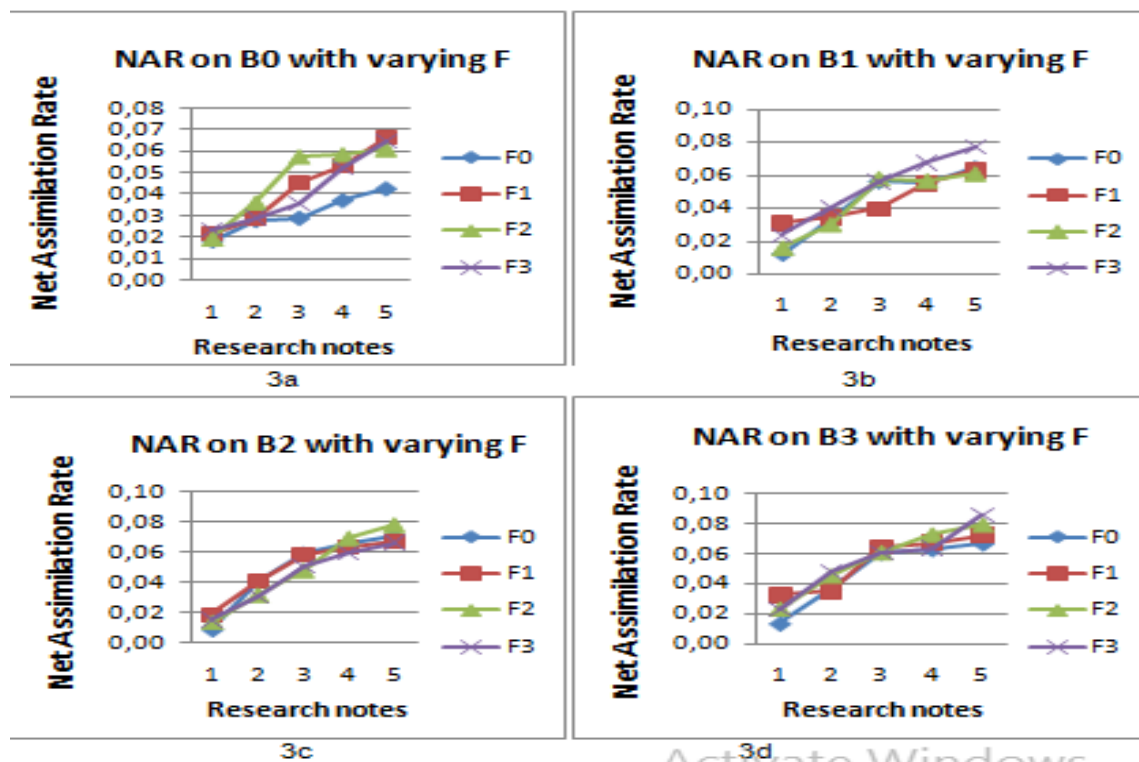 NAR on B0 with varying F
Net Assimilation Rate
0,08
0,07
0,06
0,05
0,04
0,03
0,02
0,01
0,00
1 2 3 4 5
Research notes
F0
F1
F2
F3
3a
NAR on B1 with varying F
Net Assimilation Rate
0,10
0,08
0,06
0,04
0,02
0,00
1 2 3 4 5
Research notes
F0
F1
F2
F3
3b
NAR on B2 with varying F
Net Assimilation Rate
0,10
0,08
0,06
0,04
0,02
0,00
1 2 3 4 5
Research notes
F0
F1
F2
F3
3c
NAR on B3 with varying F
Net Assimilation Rate
0,10
0,08
0,06
0,04
0,02
0,00
1 2 3 4 5
Research notes
F0
F1
F2
F3
3d
Activate Windows